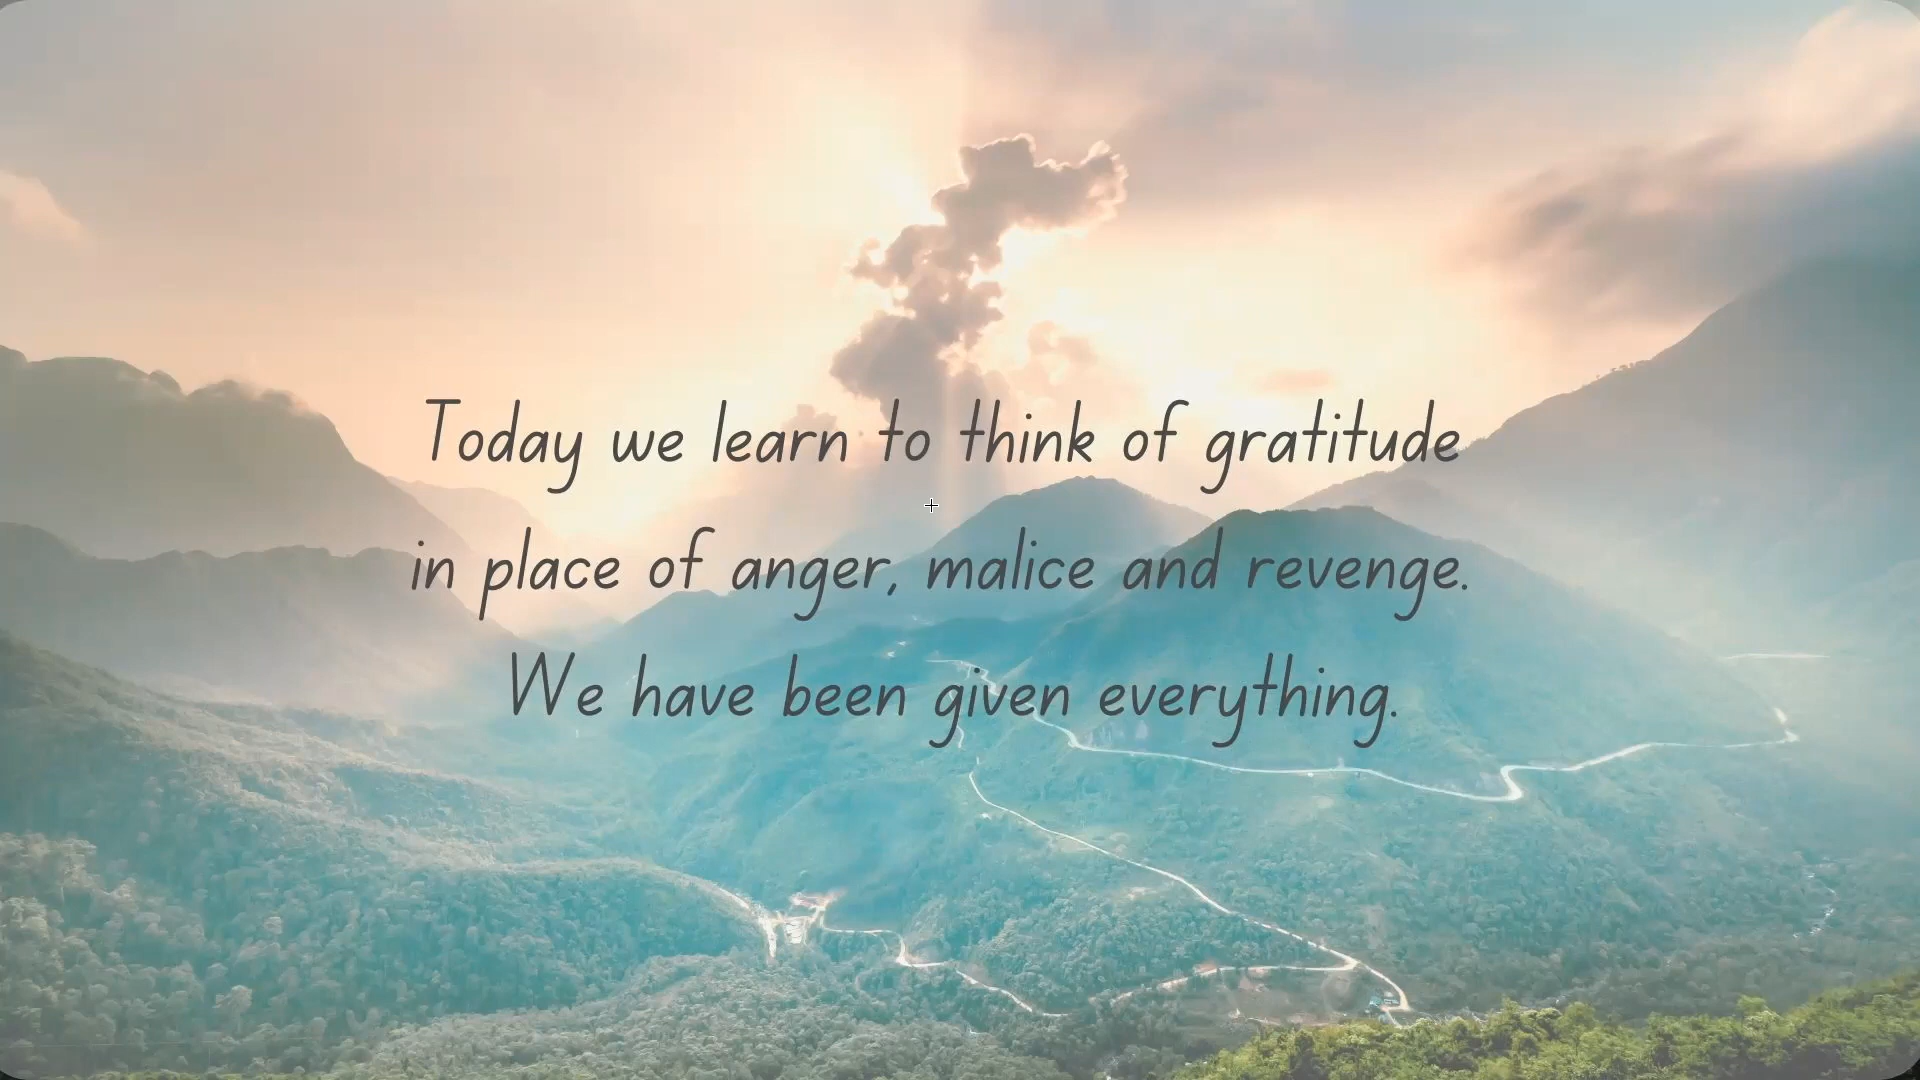 Today we learn to think of gratitude
in place of anger, malice and revenge.
We have been given everything.